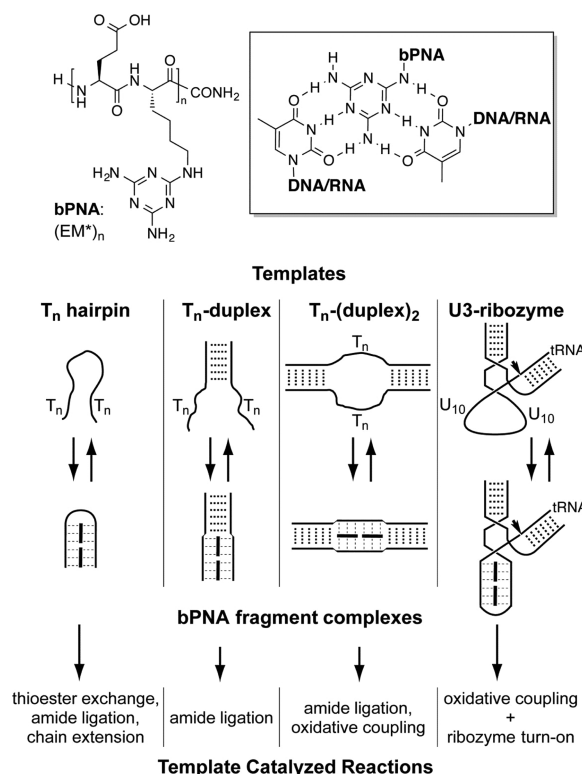 O
OH
O
H
N
H
O
H
N
n
CONH₂
H₂N
N
NH
N
N
NH₂
bPNA:
(EM*)n
H
N
H
bPNA
N
H
O
N
N
O
DNA/RNA
N
H
N
H
N
N
O
N
H
H
O
N
DNA/RNA
Templates
Tn hairpin
Tn-duplex
Tn-(duplex)₂
U3-ribozyme
Tn
Tn
Tn
Tn
Tn
Tn
tRNA
U₁₀
U₁₀
tRNA
bPNA fragment complexes
thioester exchange,
amide ligation,
chain extension
amide ligation
amide ligation,
oxidative coupling
oxidative coupling
+
ribozyme turn-on
Template Catalyzed Reactions